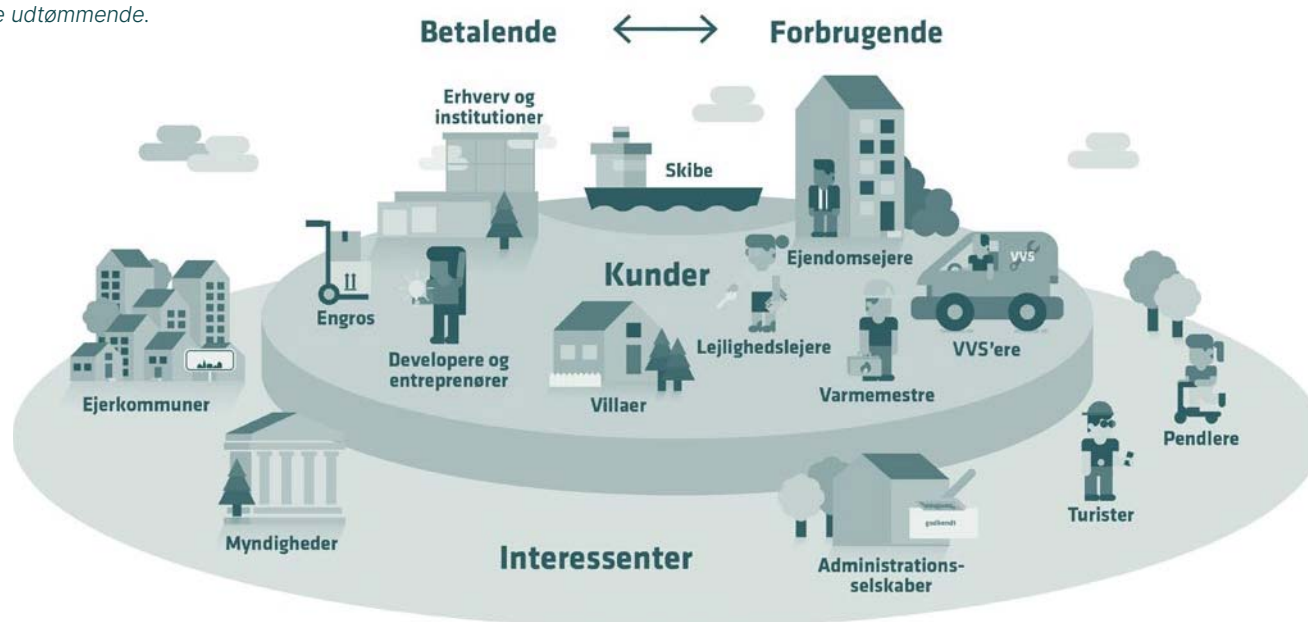 e udtømmende.
Betalende
Forbrugende
Erhverv og
institutioner
Skibe
Ejendomsejere
VVS
Kunder
Engros
Developere og
entreprenører
Villaer
Lejlighedslejere
Varmemestre
VVS'ere
Ejerkommuner
Pendlere
Myndigheder
Turister
godkendt
Interessenter
Administrations-
selskaber